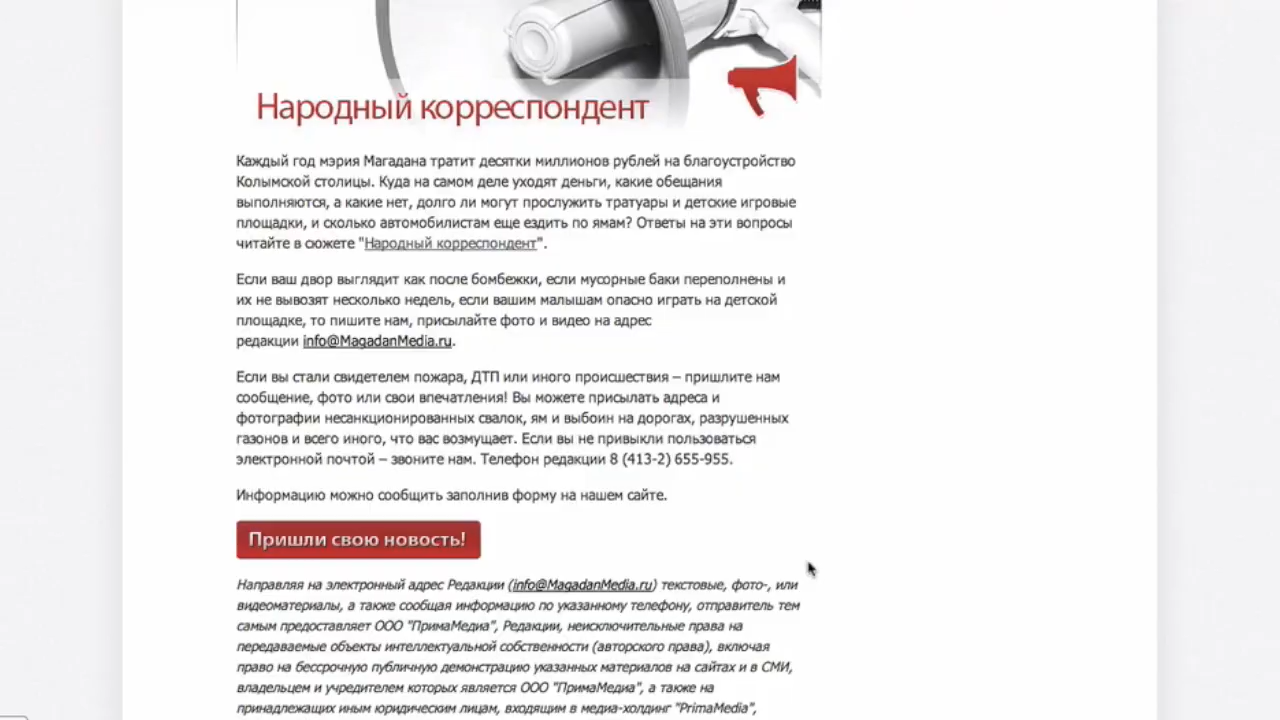 Народный корреспондент
Каждый год мэрия Магадана тратит десятки миллионов рублей на благоустройство
Колымской столицы. Куда на самом деле уходят деньги, какие обещания
выполняются, а какие нет, долго ли могут прослужить тратуары и детские игровые
площадки, и сколько автомобилистам еще ездить по ямам? Ответы на эти вопросы
читайте в сюжете "Народный корреспондент".
Если ваш двор выглядит как после бомбежки, если мусорные баки переполнены и
их не вывозят несколько недель, если вашим малышам опасно играть на детской
площадке, то пишите нам, присылайте фото и видео на адрес
редакции info@MagadanMedia.ru.
Если вы стали свидетелем пожара, ДТП или иного происшествия – пришлите нам
сообщение, фото или свои впечатления! Вы можете присылать адреса и
фотографии несанкционированных свалок, ям и выбоин на дорогах, разрушенных
газонов и всего иного, что вас возмущает. Если вы не привыкли пользоваться
электронной почтой – звоните нам. Телефон редакции 8 (413-2) 655-955.
Информацию можно сообщить заполнив форму на нашем сайте.
Пришли свою новость!
Направляя на электронный адрес Редакции (info@MagadanMedia.ru) текстовые, фото-, или
видеоматериалы, а также сообщая информацию по указанному телефону, отправитель тем
самым предоставляет ООО "ПримаМедиа", Редакции, неисключительные права на
передаваемые объекты интеллектуальной собственности (авторского права), включая
право на бессрочную публичную демонстрацию указанных материалов на сайтах и в СМИ,
владельцем и учредителем которых является ООО "ПримаМедиа", а также на
принадлежащих иным юридическим лицам, входящим в медиа-холдинг "PrimaMedia",